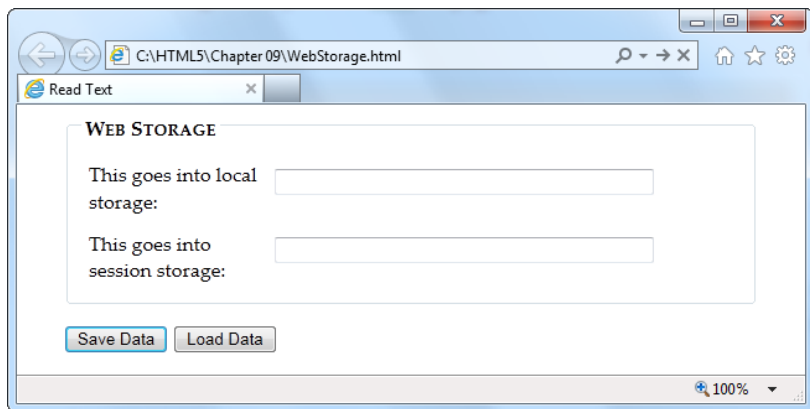 C:\HTML5\Chapter 09\WebStorage.html
Read Text
WEB STORAGE
This goes into local
storage:
This goes into
session storage:
Save Data Load Data
100%